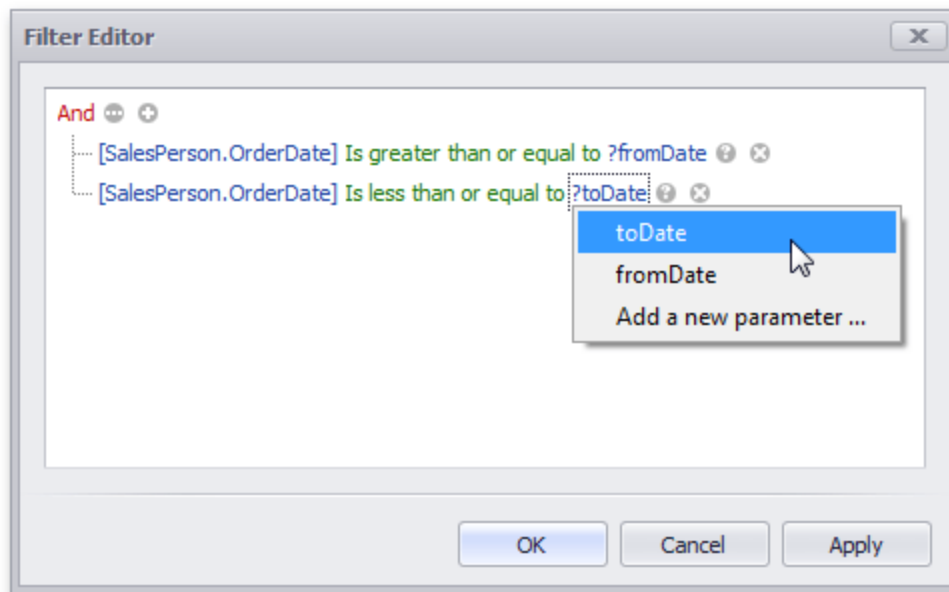 Filter Editor
And
[SalesPerson.OrderDate] Is greater than or equal to ?fromDate
[SalesPerson.OrderDate] Is less than or equal to ?toDate
toDate
fromDate
Add a new parameter ...
OK Cancel Apply